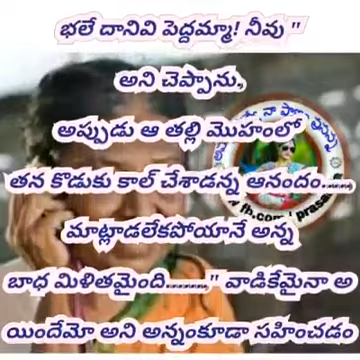 భలే దానివి పెద్దమ్మా! నీవు "
అని చెప్పాను.,
అప్పుడు ఆ తల్లి మొహంలో
తన కొడుకు కాల్ చేశాడన్న ఆనందం......
మాట్లాడలేకపోయానే అన్న
బాధ మిళితమైంది........," వాడికేమైనా అ
యిందేమో అని అన్నంకూడా సహించడం